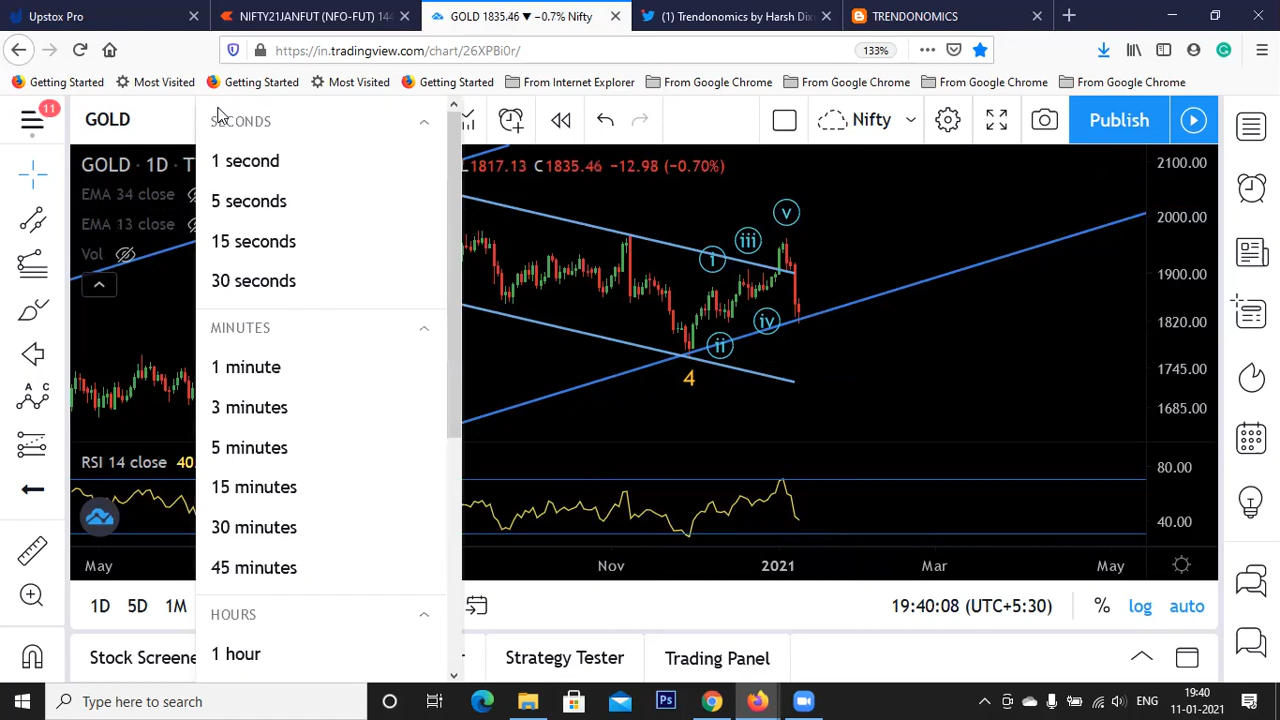 Upstox Pro
NIFTY21JANFUT (NFO-FUT) 144
GOLD 1835.46 ▼ −0.7% Nifty
(1) Trendonomics by Harsh Dix
TRENDONOMICS
https://in.tradingview.com/chart/26XPBi0r/
133%
Getting Started
Most Visited
Getting Started
Most Visited
Getting Started
From Internet Explorer
From Google Chrome
From Google Chrome
From Google Chrome
11
GOLD
Nifty
Publish
GOLD · 1D · T
L1817.13 C1835.46 −12.98 (−0.70%)
EMA 34 close
EMA 13 close
Vol
SECONDS
1 second
5 seconds
15 seconds
30 seconds
MINUTES
1 minute
3 minutes
5 minutes
15 minutes
30 minutes
45 minutes
HOURS
1 hour
i
ii
iii
iv
v
4
2100.00
2000.00
1900.00
1820.00
1745.00
1685.00
RSI 14 close 40.
80.00
40.00
May
Nov
2021
Mar
May
1D 5D 1M
19:40:08 (UTC+5:30)
%
log
auto
Stock Screene
Strategy Tester
Trading Panel
Type here to search
Ps
ENG
19:40
11-01-2021